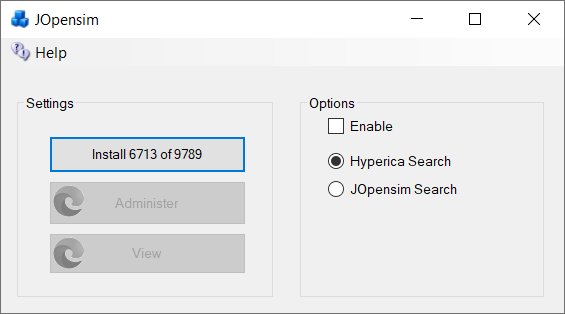 JOpensim
Help
Settings
Install 6713 of 9789
Administer
View
Options
Enable
Hyperica Search
JOpensim Search